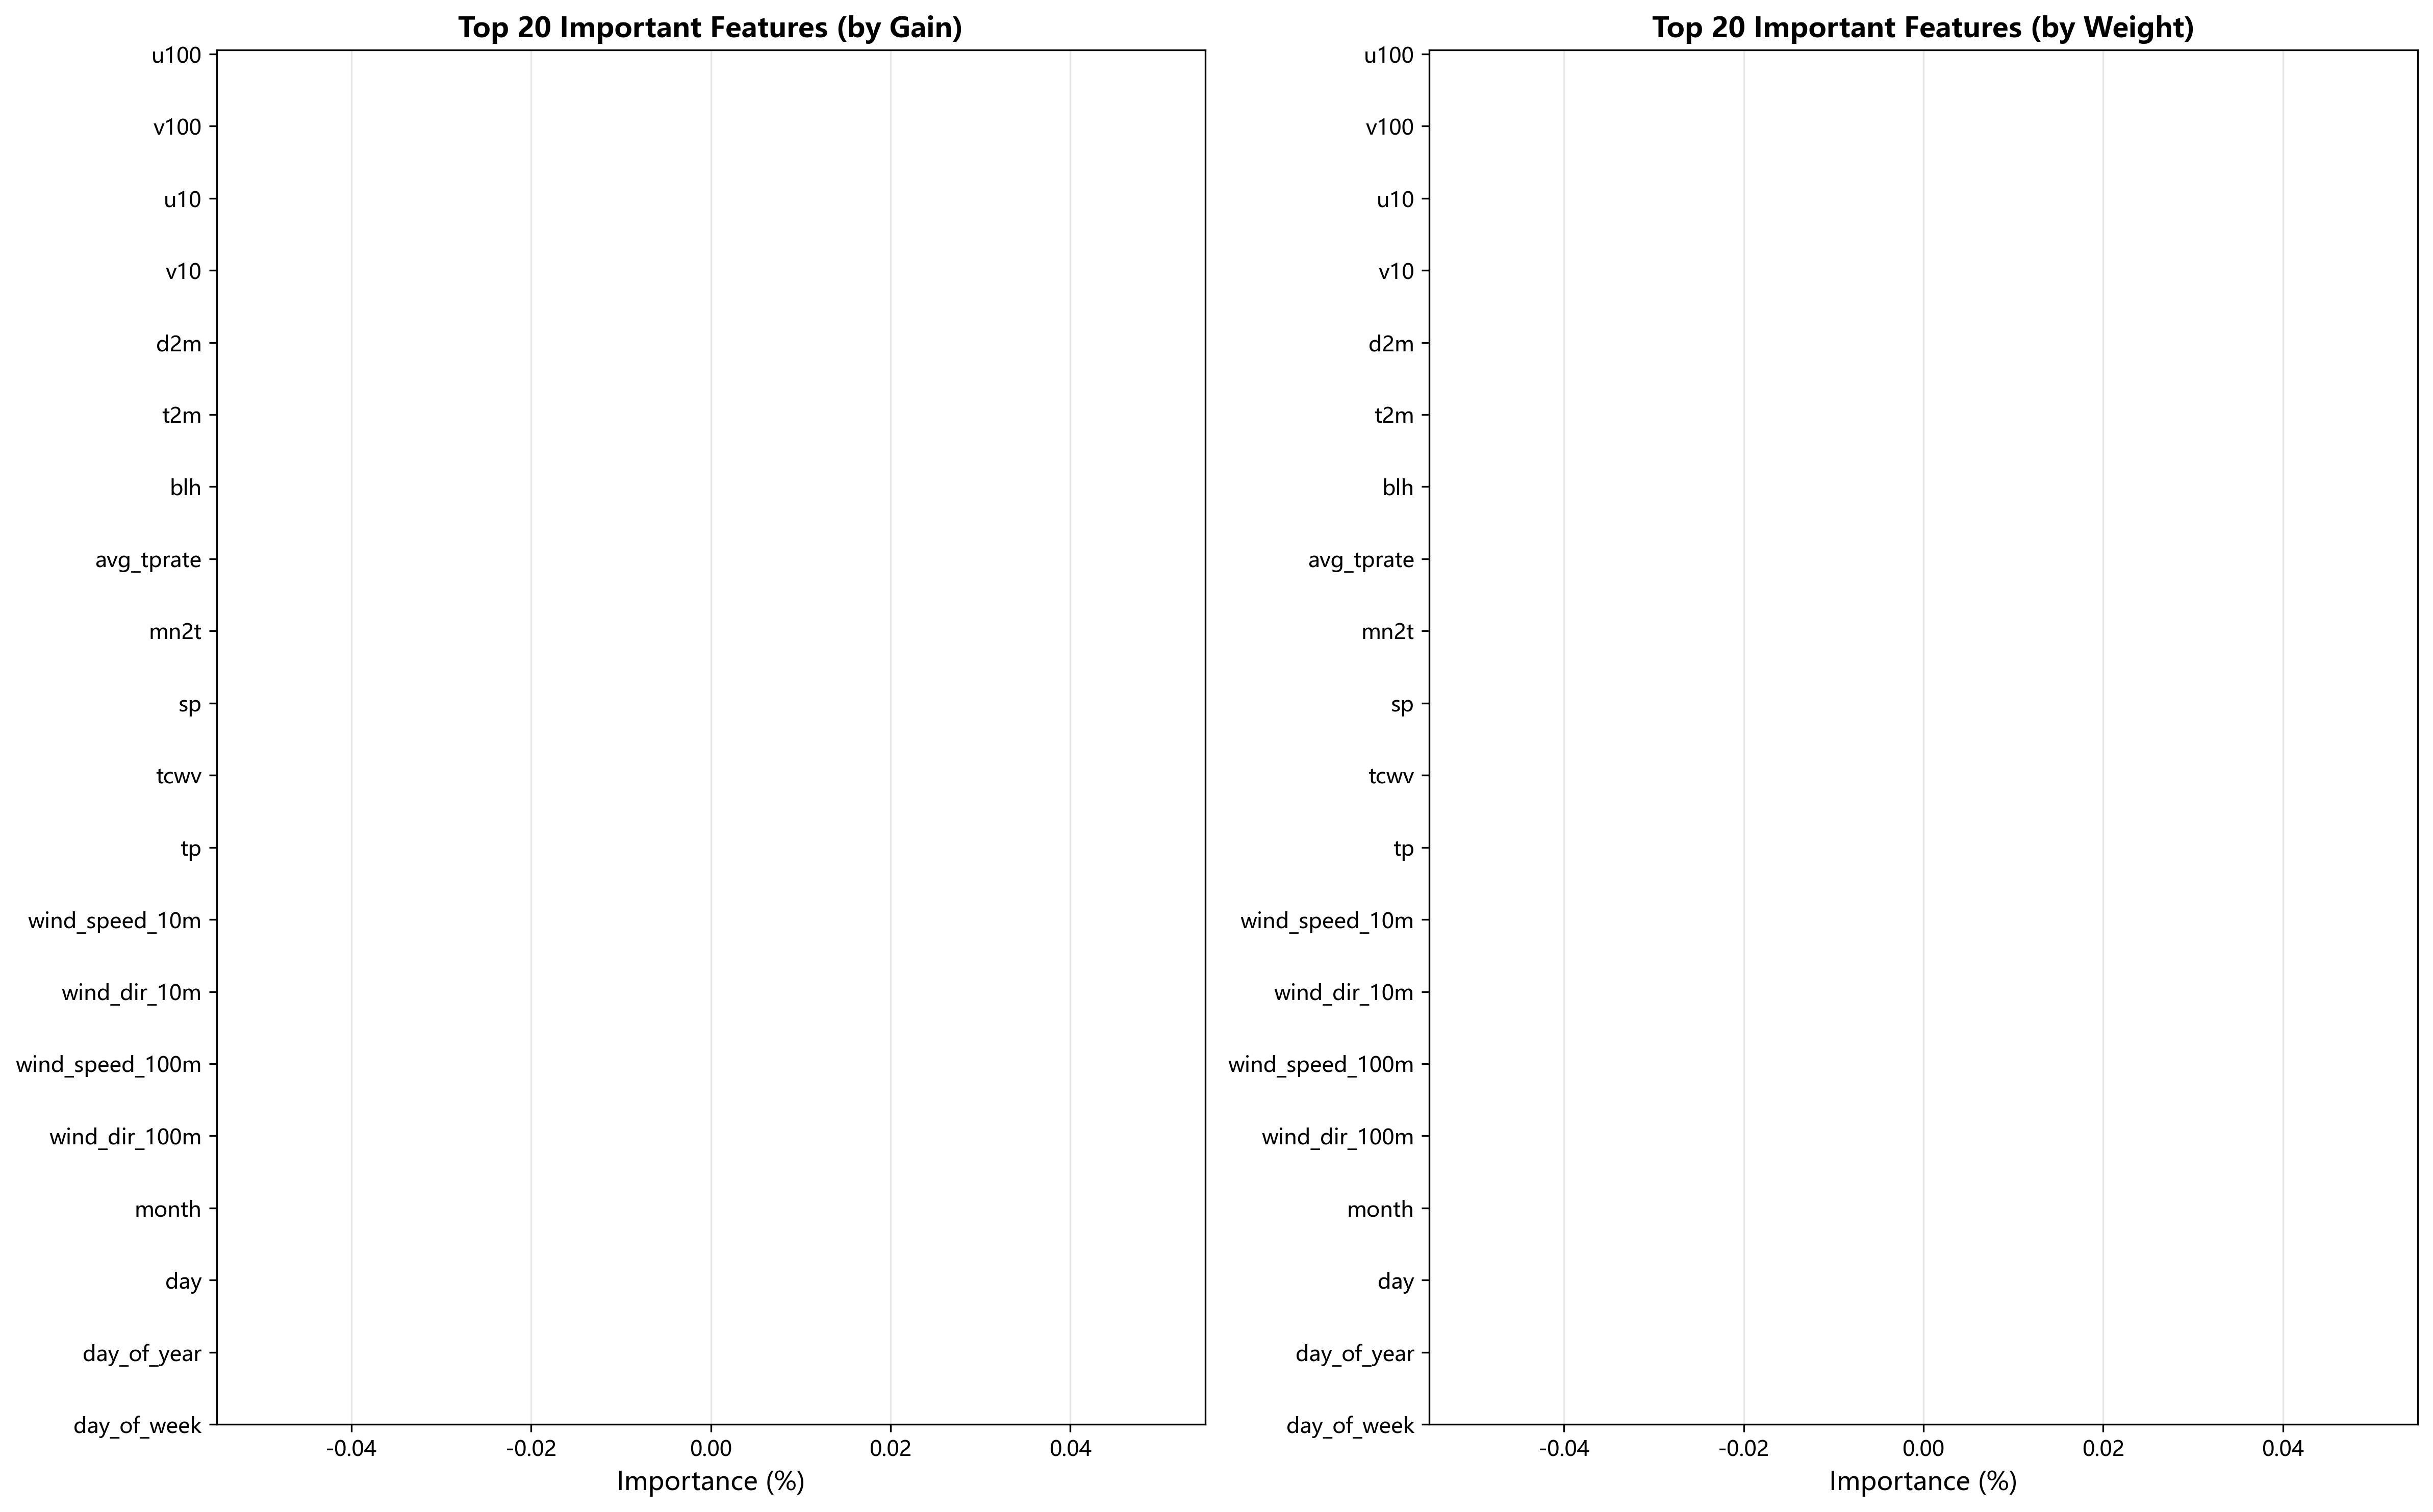 Top 20 Important Features (by Gain)
u100
v100
u10
v10
d2m
t2m
blh
avg_tprate
mn2t
sp
tcwv
tp
wind_speed_10m
wind_dir_10m
wind_speed_100m
wind_dir_100m
month
day
day_of_year
day_of_week
-0.04 -0.02 0.00 0.02 0.04
Importance (%)
Top 20 Important Features (by Weight)
u100
v100
u10
v10
d2m
t2m
blh
avg_tprate
mn2t
sp
tcwv
tp
wind_speed_10m
wind_dir_10m
wind_speed_100m
wind_dir_100m
month
day
day_of_year
day_of_week
-0.04 -0.02 0.00 0.02 0.04
Importance (%)